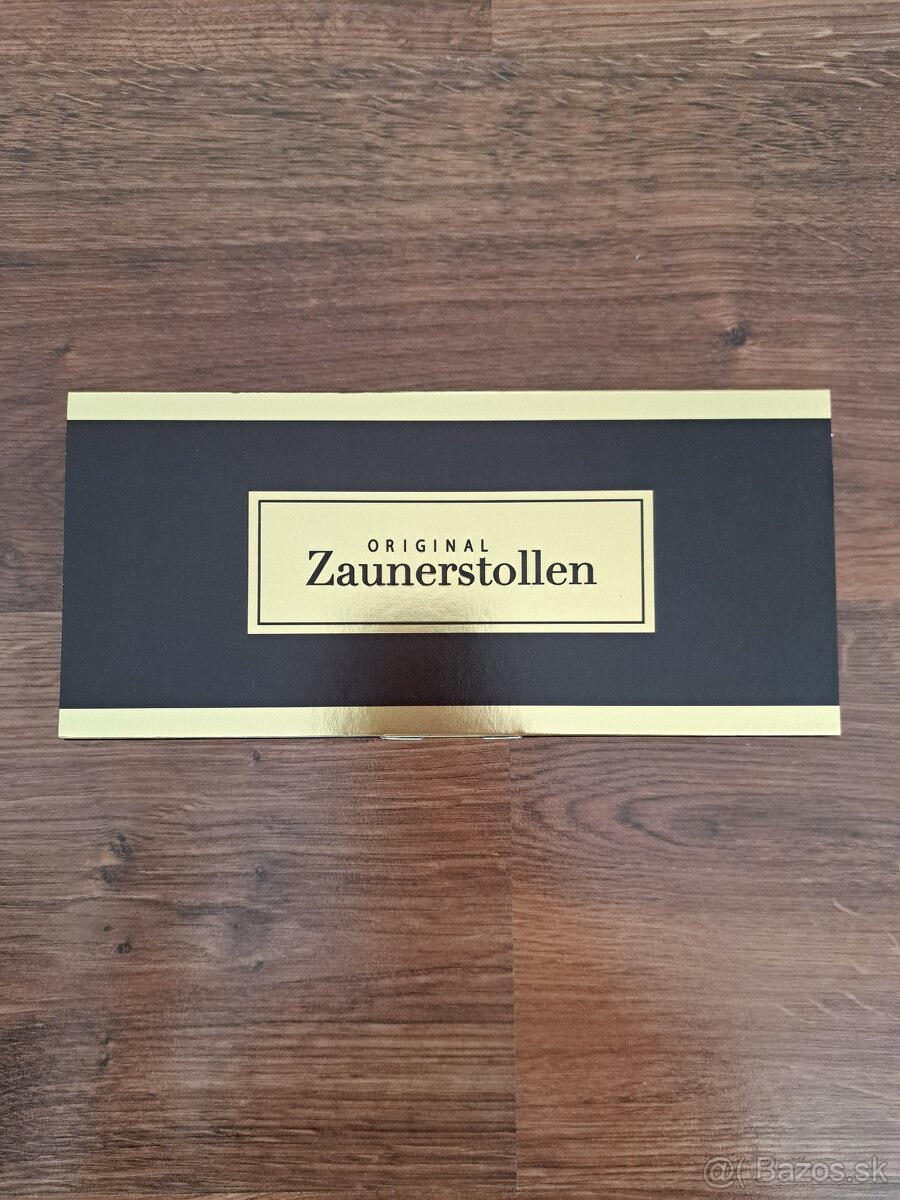 ORIGINAL
Zaunerstollen
@( Bazos.sk